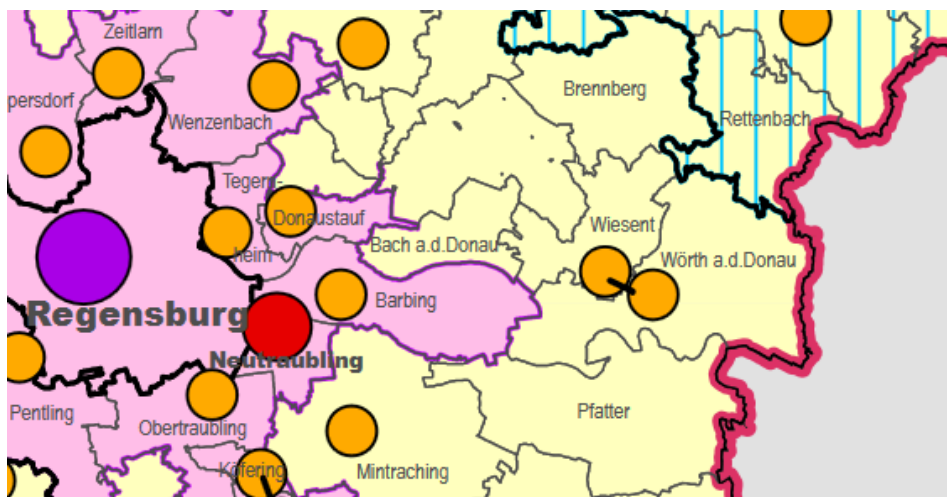 Zeitlarn
Brennberg
persdorf
Wenzenbach
Rettenbach
Tegern-
heim
Donaustauf
Wiesent
Bach a.d.Donau
Wörth a.d.Donau
Barbing
Regensburg
Neutraubling
Pentling
Pfatter
Obertraubling
Köfering
Mintraching